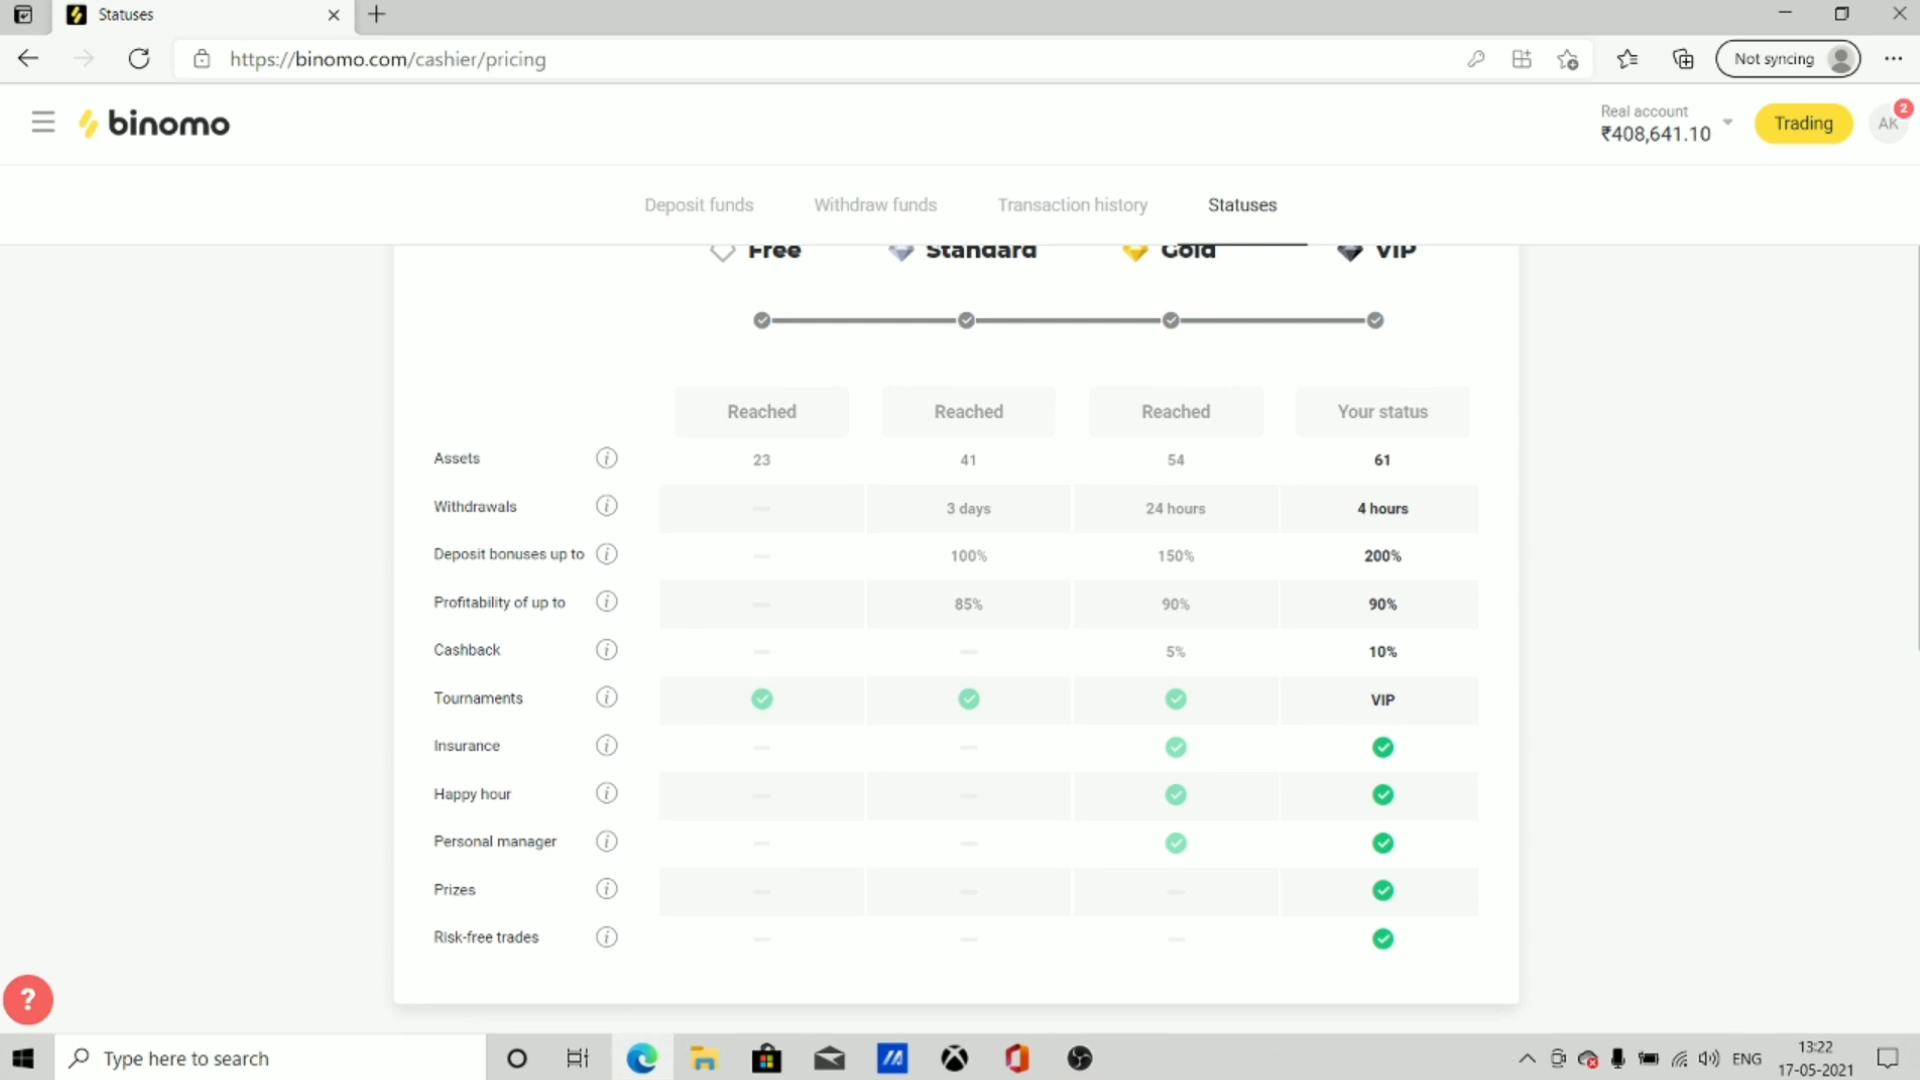 Statuses
https://binomo.com/cashier/pricing
Not syncing
binomo
Real account
₹408,641.10
Trading
AK
2
Deposit funds Withdraw funds Transaction history Statuses
Free Standard Gold VIP
Reached Reached Reached Your status
Assets i 23 41 54 61
Withdrawals i — 3 days 24 hours 4 hours
Deposit bonuses up to i — 100% 150% 200%
Profitability of up to i — 85% 90% 90%
Cashback i — — 5% 10%
Tournaments i VIP
Insurance i — —
Happy hour i — —
Personal manager i — —
Prizes i — — —
Risk-free trades i — — —
?
Type here to search
ENG
13:22
17-05-2021